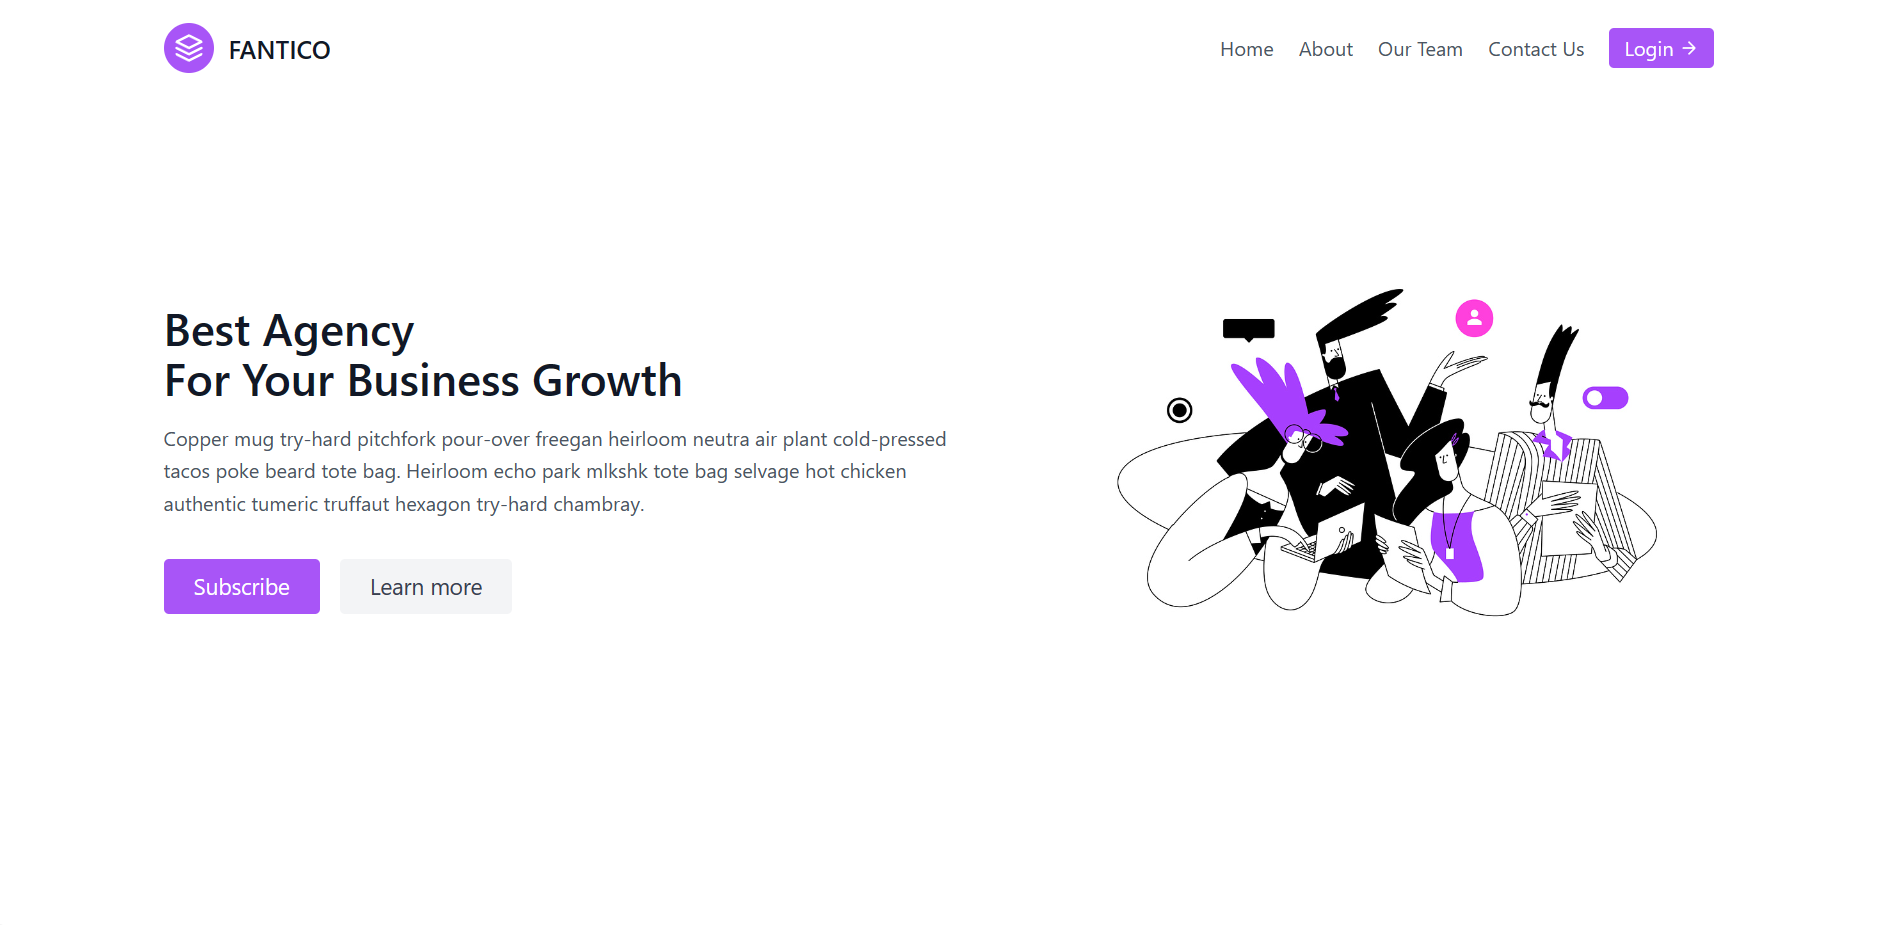 FANTICO
Home About Our Team Contact Us Login →
Best Agency
For Your Business Growth
Copper mug try-hard pitchfork pour-over freegan heirloom neutra air plant cold-pressed
tacos poke beard tote bag. Heirloom echo park mlkshk tote bag selvage hot chicken
authentic tumeric truffaut hexagon try-hard chambray.
Subscribe Learn more